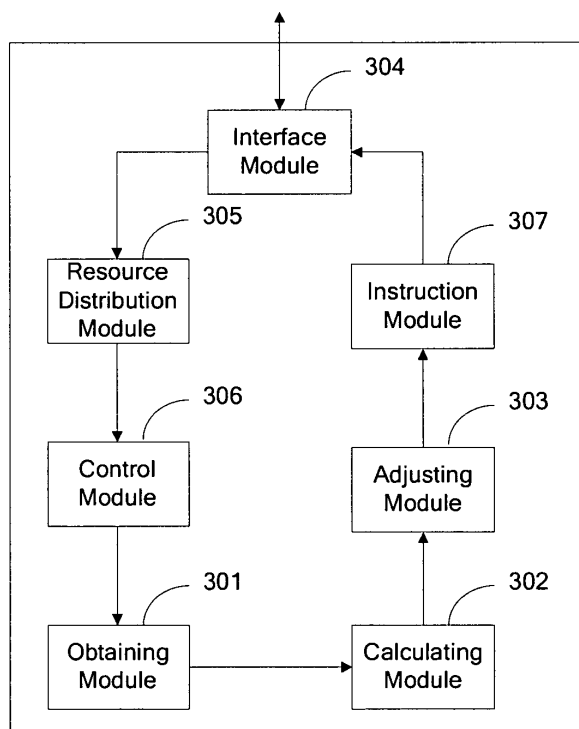 304
Interface
Module
305
Resource
Distribution
Module
307
Instruction
Module
306
Control
Module
303
Adjusting
Module
301
Obtaining
Module
302
Calculating
Module